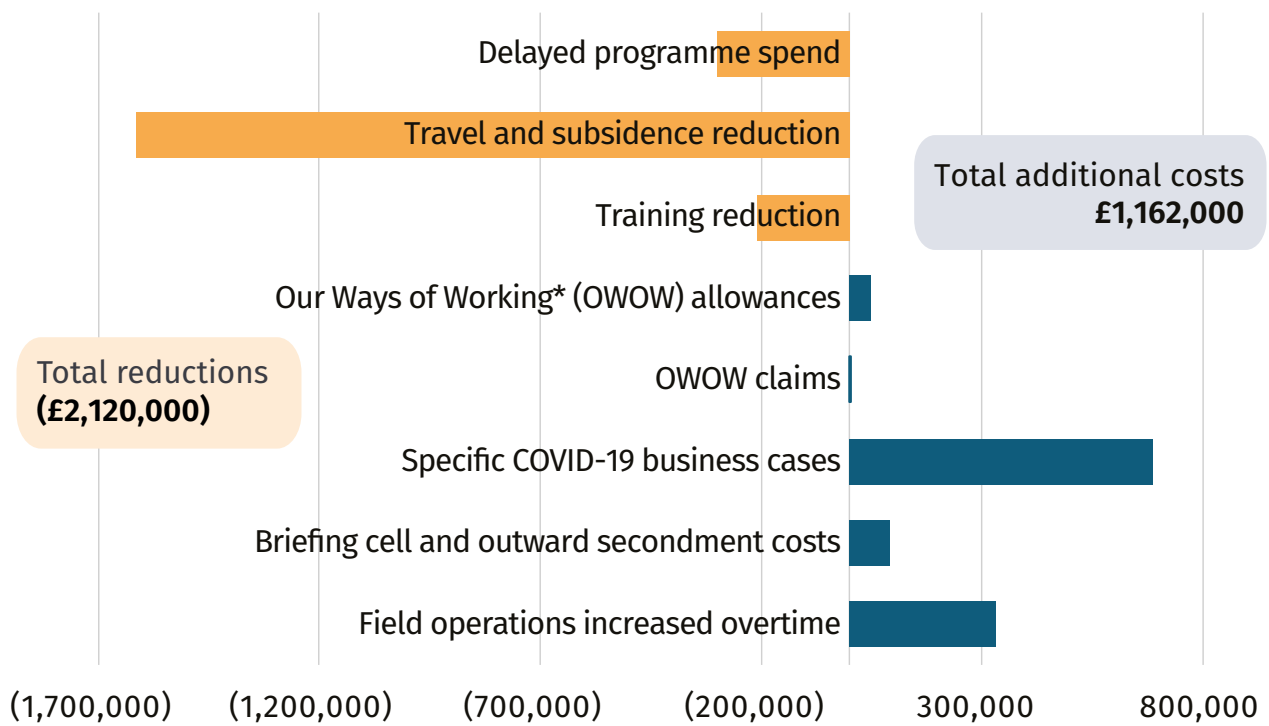 Delayed programme spend
Travel and subsidence reduction
Total additional costs
£1,162,000
Training reduction
Our Ways of Working* (OWOW) allowances
Total reductions
(£2,120,000)
OWOW claims
Specific COVID-19 business cases
Briefing cell and outward secondment costs
Field operations increased overtime
(1,700,000) (1,200,000) (700,000) (200,000) 300,000 800,000